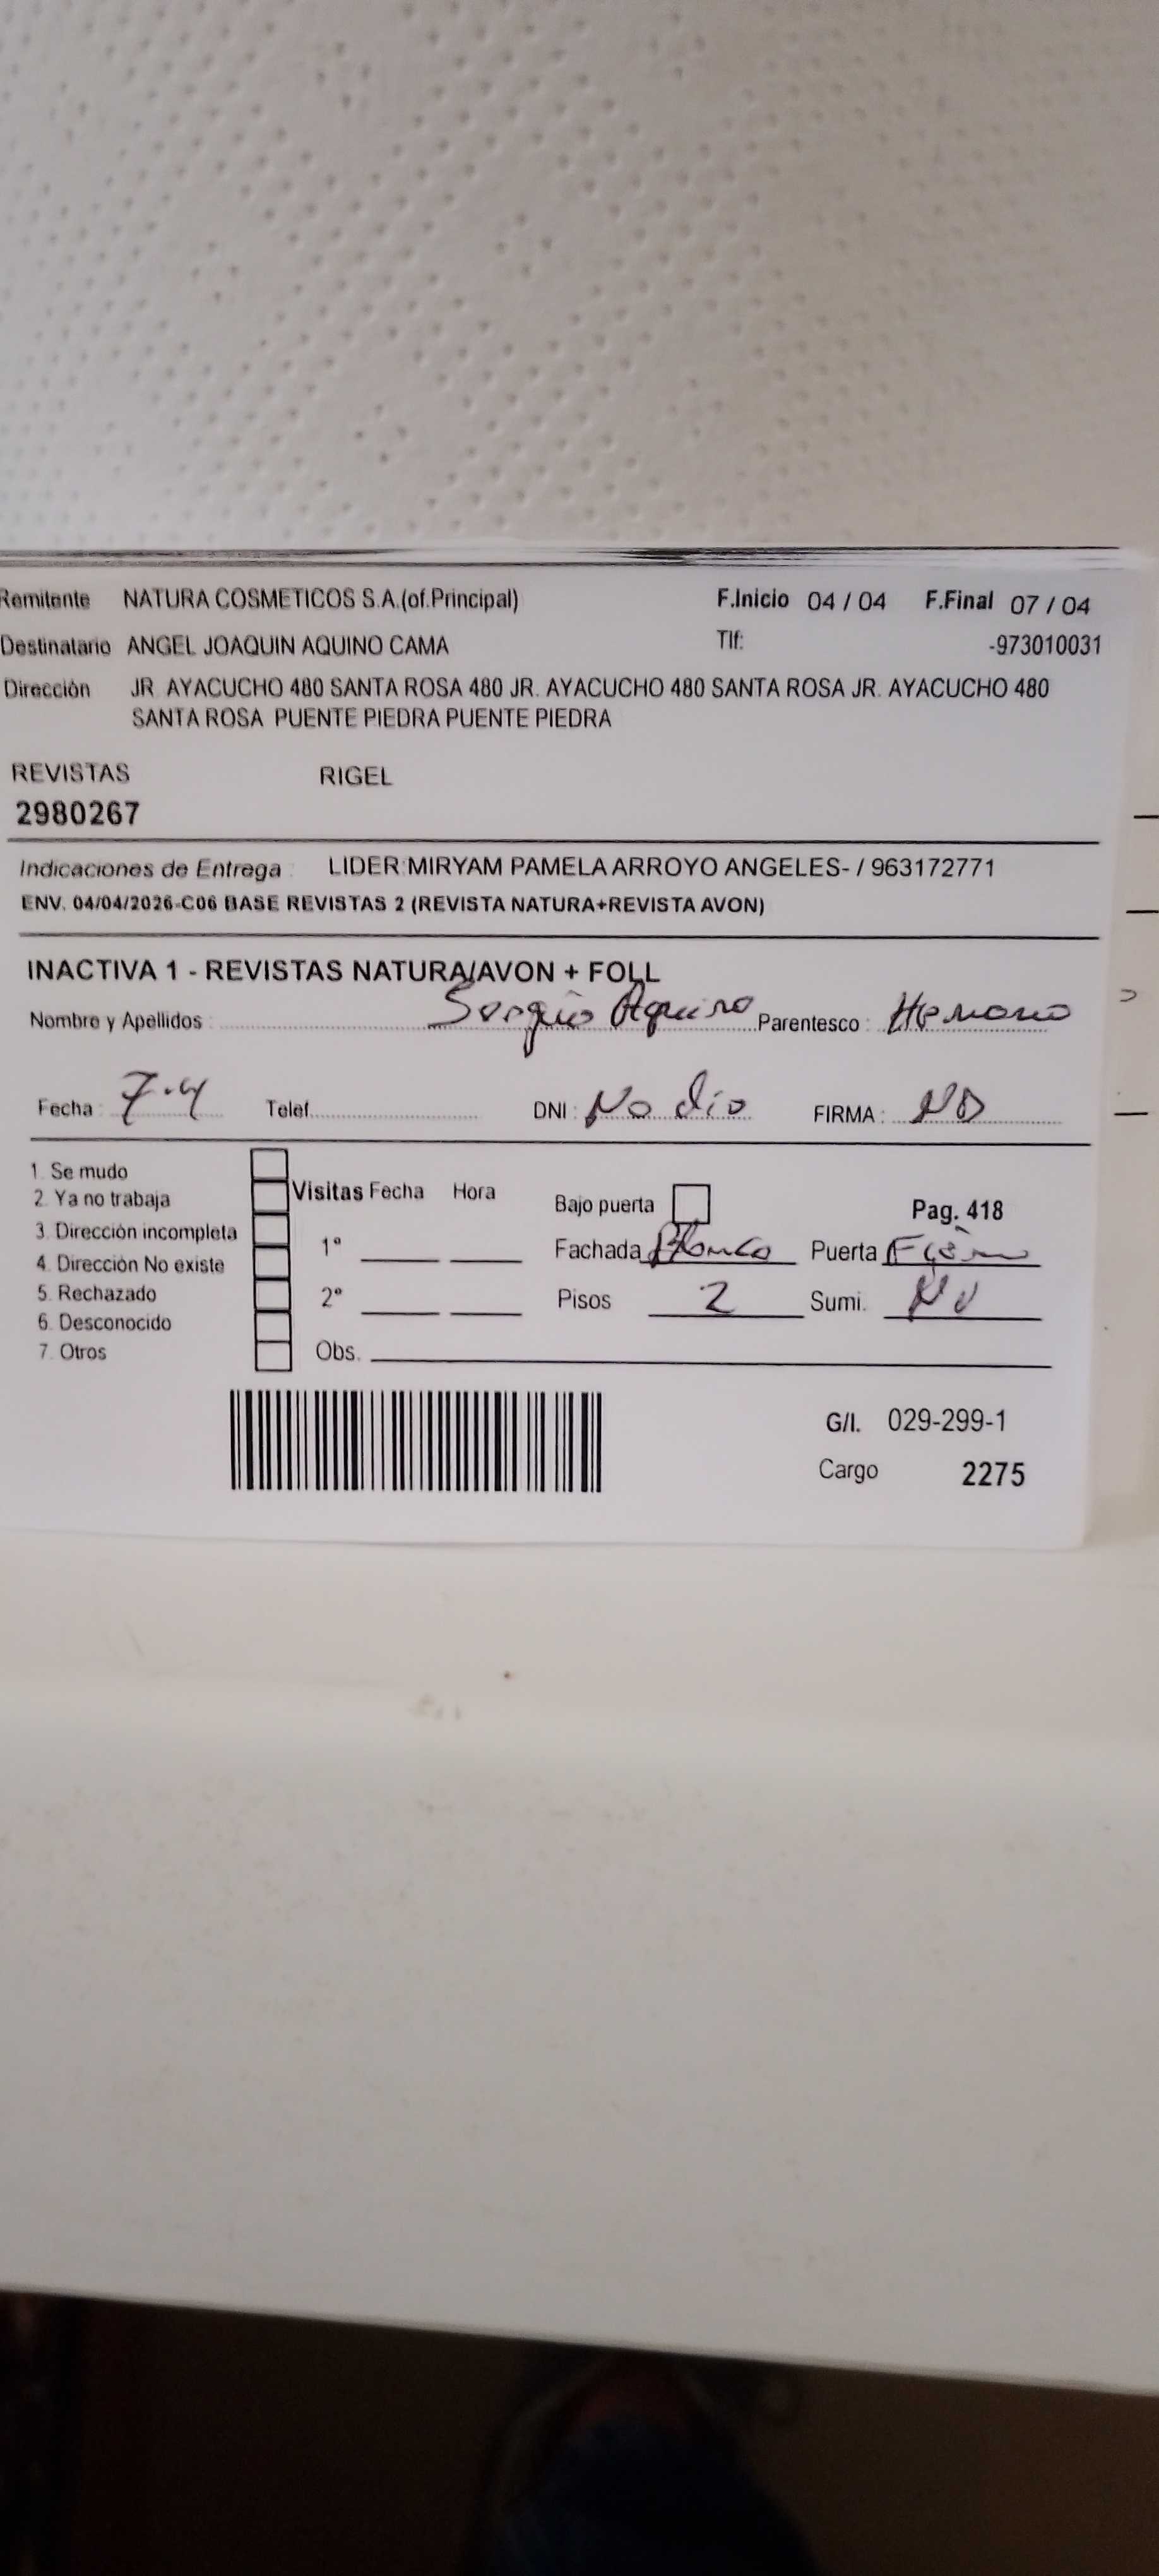 Remitente NATURA COSMETICOS S.A.(of.Principal) F.Inicio 04 / 04 F.Final 07 / 04
Destinatario ANGEL JOAQUIN AQUINO CAMA Tlf: -973010031
Dirección JR AYACUCHO 480 SANTA ROSA 480 JR. AYACUCHO 480 SANTA ROSA JR. AYACUCHO 480
SANTA ROSA PUENTE PIEDRA PUENTE PIEDRA
REVISTAS RIGEL
2980267
Indicaciones de Entrega : LIDER:MIRYAM PAMELA ARROYO ANGELES- / 963172771
ENV. 04/04/2026-C06 BASE REVISTAS 2 (REVISTA NATURA+REVISTA AVON)
INACTIVA 1 - REVISTAS NATURA/AVON + FOLL
Nombre y Apellidos : Sergio Aquino Parentesco : Hermano
Fecha : 7.4 Telef. DNI : No dio FIRMA : ND
1. Se mudo
2. Ya no trabaja
3. Dirección incompleta
4. Dirección No existe
5. Rechazado
6. Desconocido
7. Otros
Visitas Fecha Hora
1°
2°
Obs.
Bajo puerta Pag. 418
Fachada Blanco Puerta
Pisos 2 Sumi.
G/I. 029-299-1
Cargo 2275